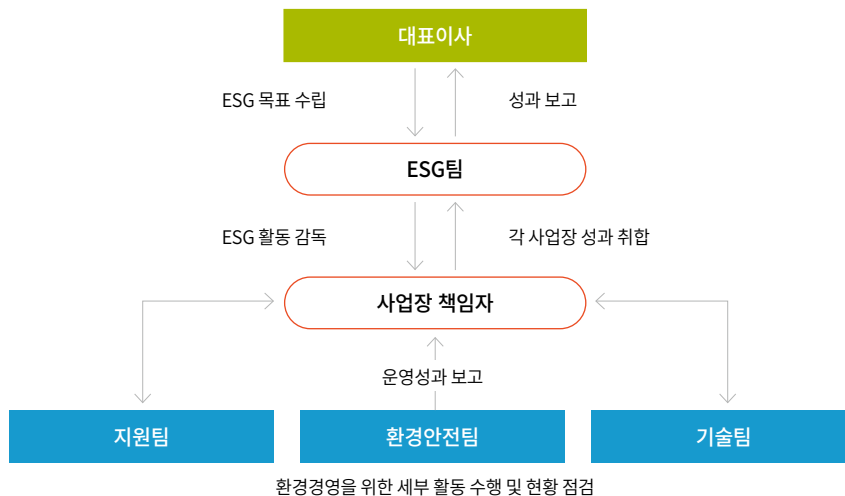 대표이사
ESG 목표 수립
성과 보고
ESG팀
ESG 활동 감독
각 사업장 성과 취합
사업장 책임자
운영성과 보고
지원팀
환경안전팀
기술팀
환경경영을 위한 세부 활동 수행 및 현황 점검